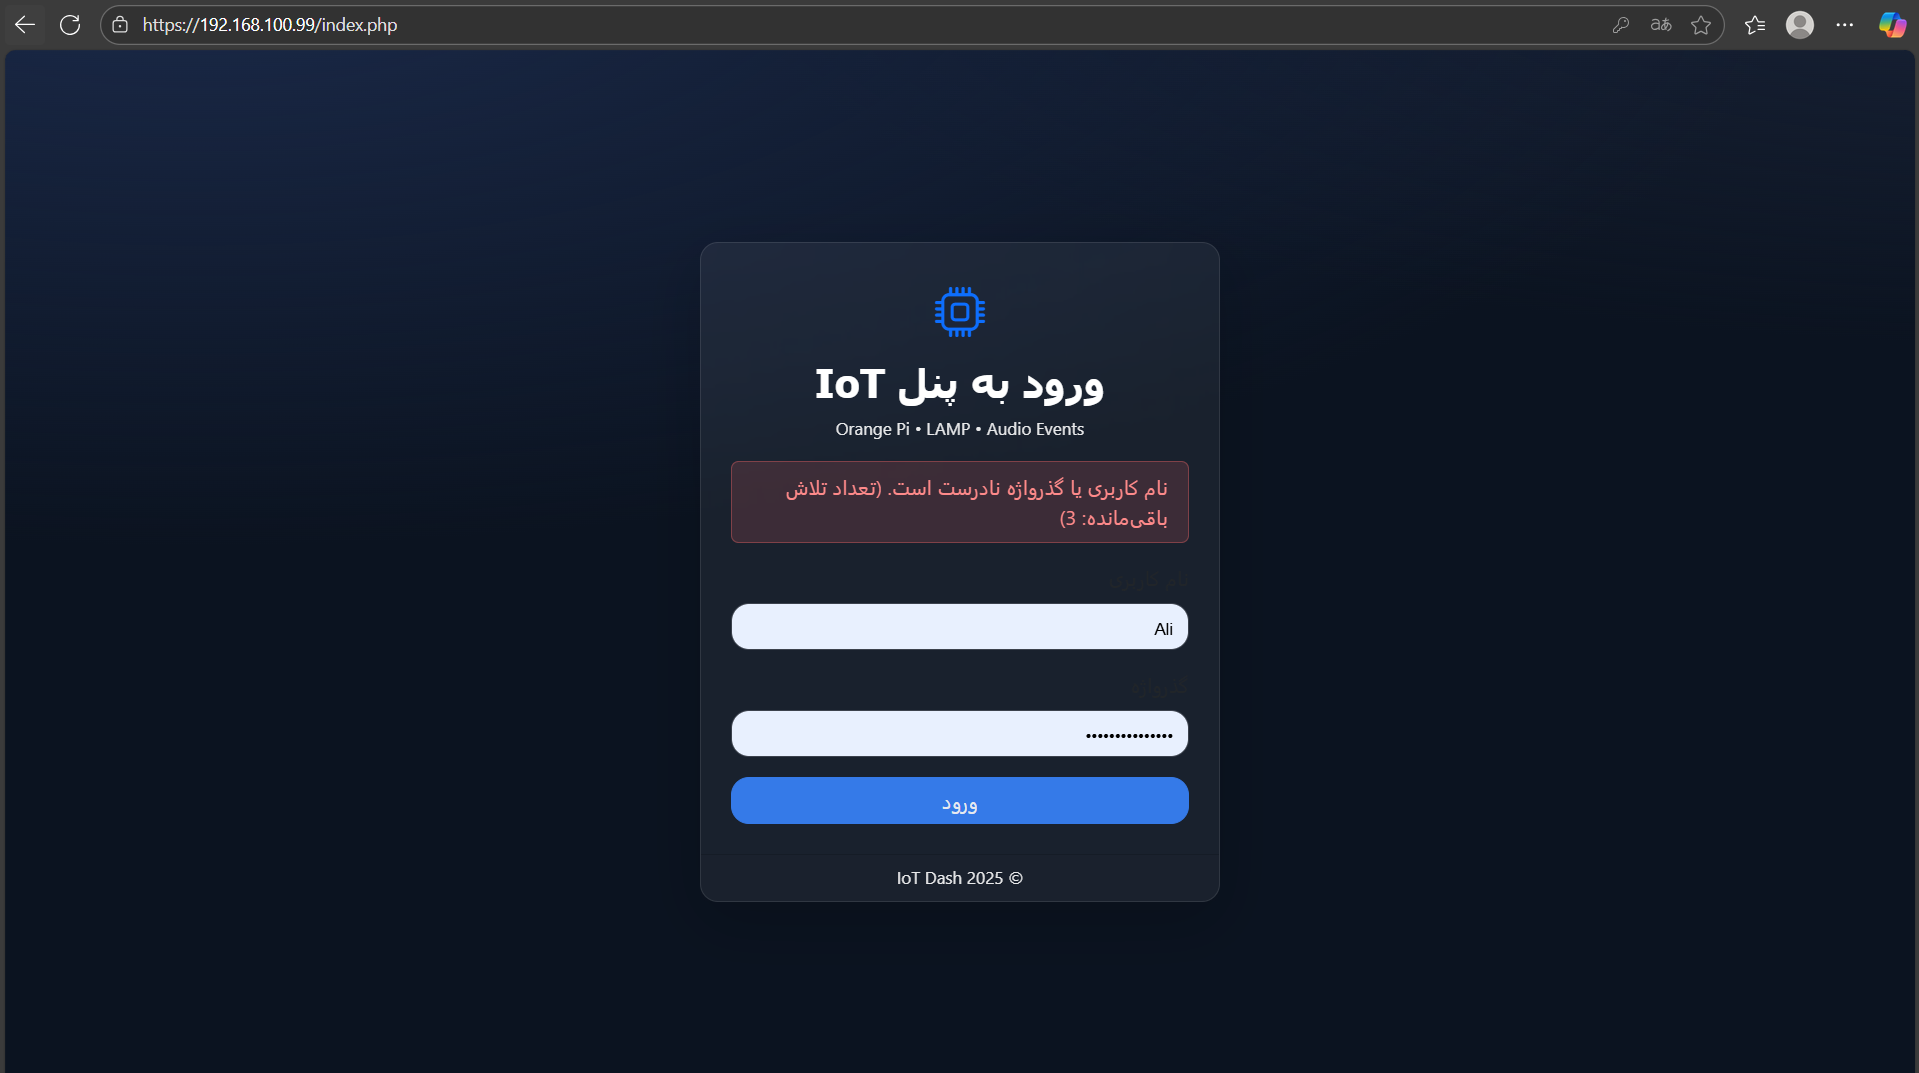 https://192.168.100.99/index.php
ورود به پنل IoT
Orange Pi • LAMP • Audio Events
نام کاربری یا گذرواژه نادرست است. (تعداد تلاش
باقی‌مانده: 3)
نام کاربری
Ali
گذرواژه
•••••••••••••••
ورود
IoT Dash 2025 ©